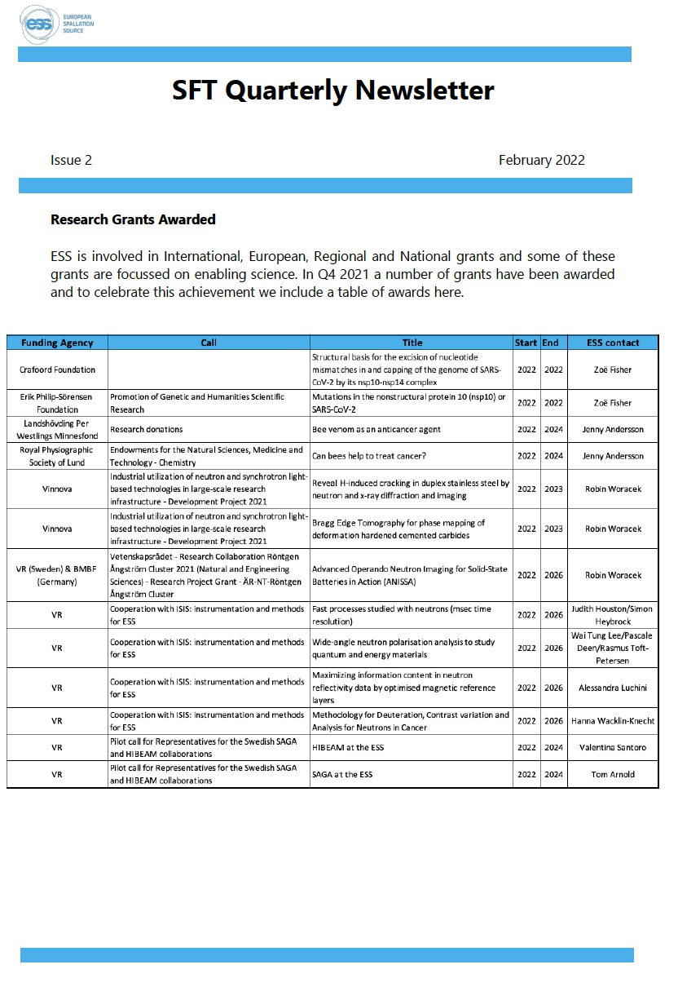 ess
EUROPEAN
SPALLATION
SOURCE
SFT Quarterly Newsletter
Issue 2 February 2022
Research Grants Awarded
ESS is involved in International, European, Regional and National grants and some of these
grants are focussed on enabling science. In Q4 2021 a number of grants have been awarded
and to celebrate this achievement we include a table of awards here.
Funding Agency Call Title Start End ESS contact
Crafoord Foundation
Structural basis for the excision of nucleotide
mismatches in and capping of the genome of SARS-
CoV-2 by its nsp10-nsp14 complex
2022 2022 Zoë Fisher
Erik Philip-Sörensen
Foundation
Promotion of Genetic and Humanities Scientific
Research
Mutations in the nonstructural protein 10 (nsp10) or
SARS-CoV-2
2022 2022 Zoë Fisher
Landshövding Per
Westlings Minnesfond
Research donations
Bee venom as an anticancer agent
2022 2024 Jenny Andersson
Royal Physiographic
Society of Lund
Endowments for the Natural Sciences, Medicine and
Technology - Chemistry
Can bees help to treat cancer?
2022 2024 Jenny Andersson
Vinnova
Industrial utilization of neutron and synchrotron light-
based technologies in large-scale research
infrastructure - Development Project 2021
Reveal H-induced cracking in duplex stainless steel by
neutron and x-ray diffraction and imaging
2022 2023 Robin Woracek
Vinnova
Industrial utilization of neutron and synchrotron light-
based technologies in large-scale research
infrastructure - Development Project 2021
Bragg Edge Tomography for phase mapping of
deformation hardened cemented carbides
2022 2023 Robin Woracek
VR (Sweden) & BMBF
(Germany)
Vetenskapsrådet - Research Collaboration Röntgen
Ångström Cluster 2021 (Natural and Engineering
Sciences) - Research Project Grant - ÄR-NT-Röntgen
Ångström Cluster
Advanced Operando Neutron Imaging for Solid-State
Batteries in Action (ANISSA)
2022 2026 Robin Woracek
VR
Cooperation with ISIS: instrumentation and methods
for ESS
Fast processes studied with neutrons (msec time
resolutiion)
2022 2026
Judith Houston/Simon
Heybrock
VR
Cooperation with ISIS: instrumentation and methods
for ESS
Wide-angle neutron polarisation analysis to study
quantum and energy materials
2022 2026
Wai Tung Lee/Pascale
Deen/Rasmus Toft-
Petersen
VR
Cooperation with ISIS: instrumentation and methods
for ESS
Maximiizing information content in neutron
reflectivity data by optimised magnetic reference
layers
2022 2026 Alessandra Luchini
VR
Cooperation with ISIS: instrumentation and methods
for ESS
Methodology for Deuteration, Contrast variation and
Analysis for Neutrons in Cancer
2022 2026 Hanna Wacklin-Knecht
VR
Pilot call for Representatives for the Swedish SAGA
and HIBEAM collaborations
HIBEAM at the ESS
2022 2024 Valentina Santoro
VR
Pilot call for Representatives for the Swedish SAGA
and HIBEAM collaborations
SAGA at the ESS
2022 2024 Tom Arnold